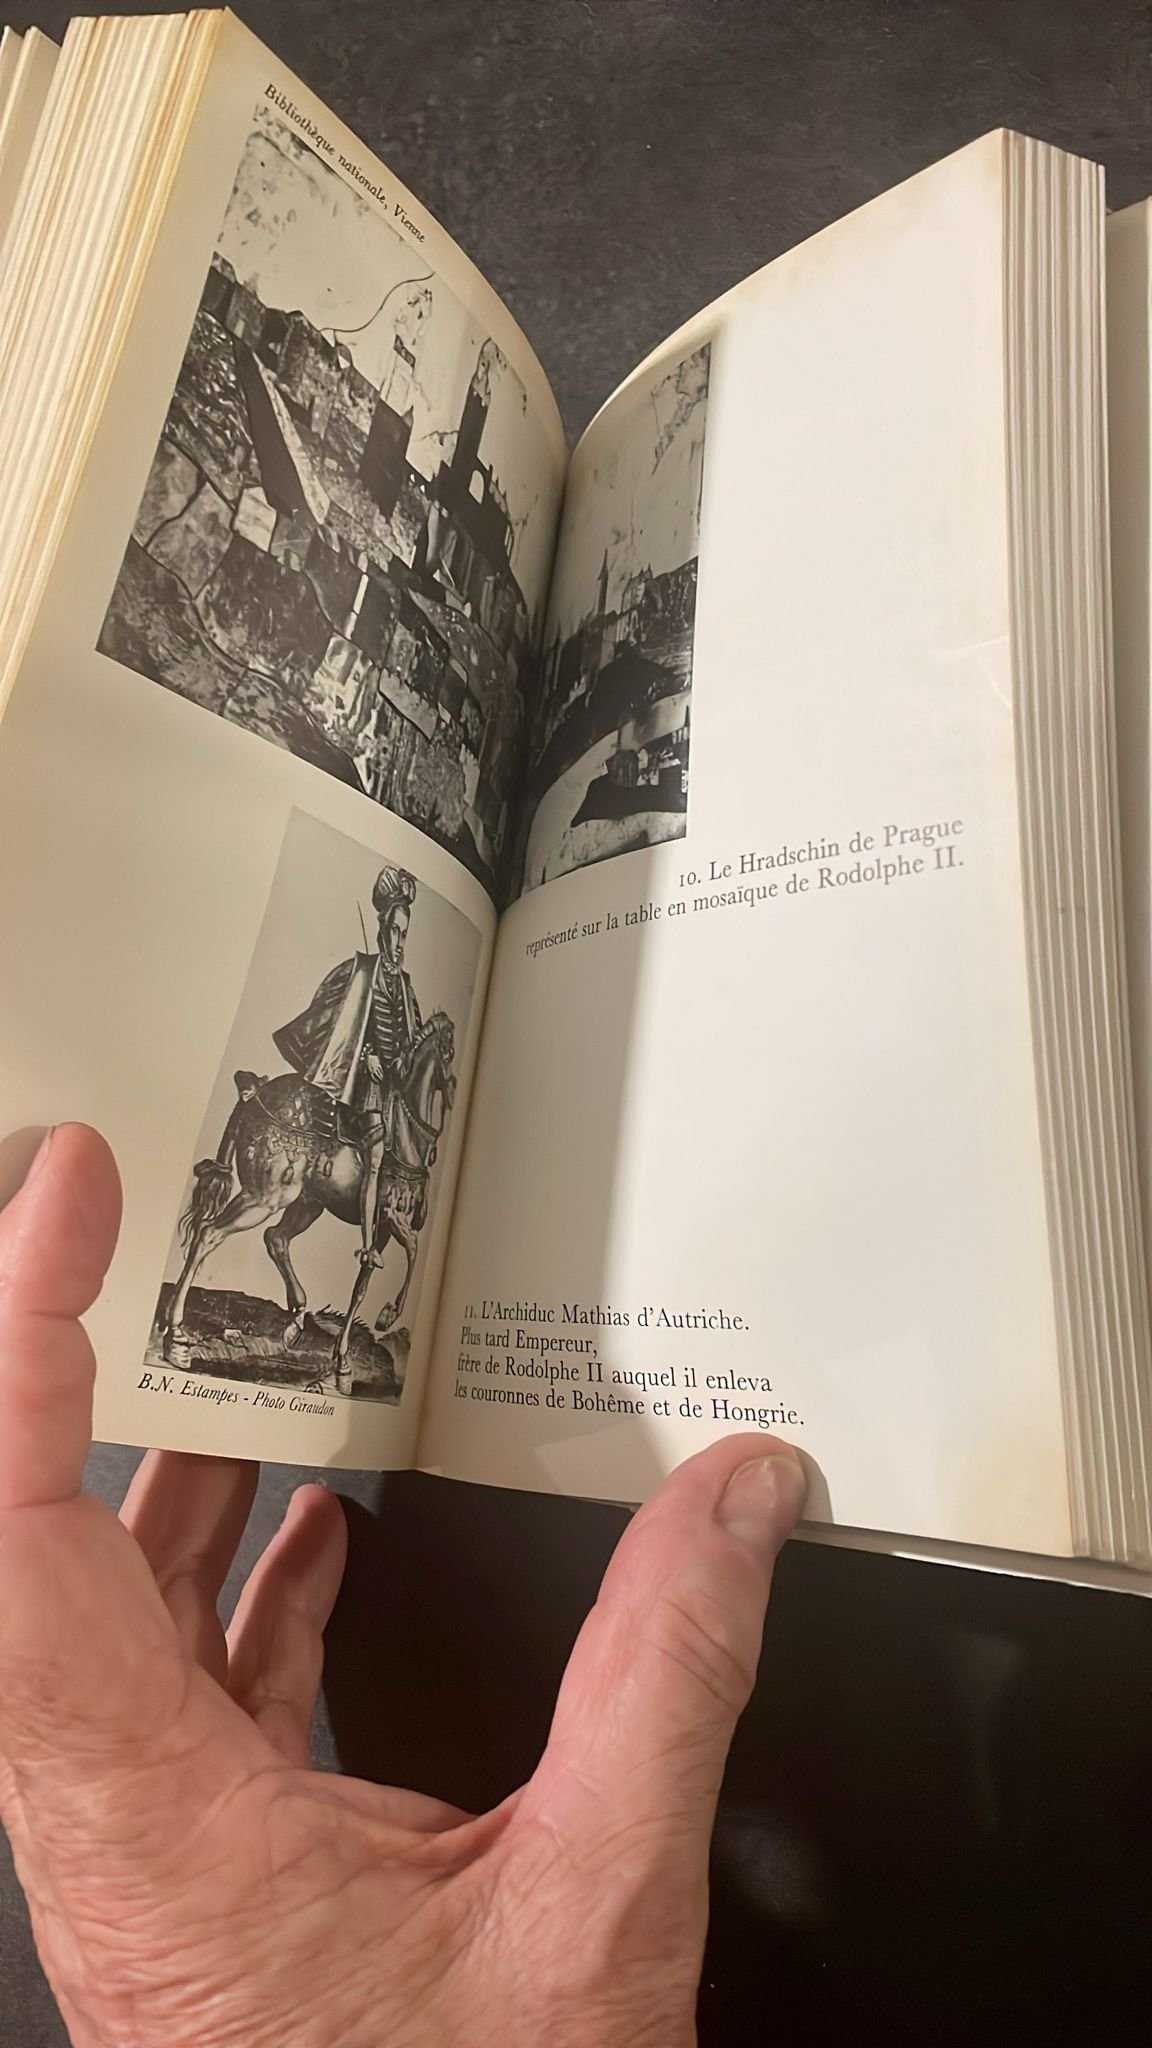 Bibliothèque nationale, Vienne
10. Le Hradschin de Prague
représenté sur la table en mosaïque de Rodolphe II.
11. L'Archiduc Mathias d'Autriche.
Plus tard Empereur,
frère de Rodolphe II auquel il enleva
les couronnes de Bohême et de Hongrie.
B.N. Estampes - Photo Giraudon